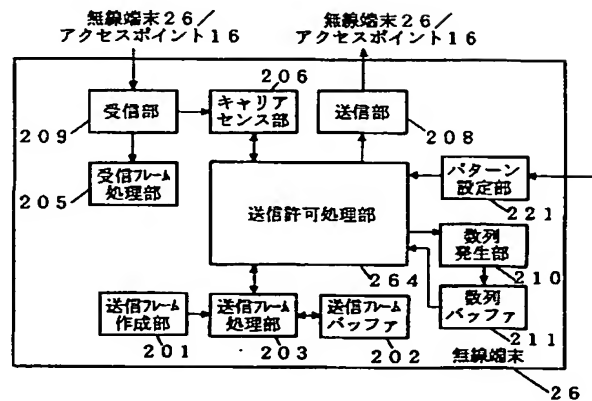 無線端末26／
アクセスポイント16
無線端末26／
アクセスポイント16
206
受信部
キャリア
センス部
送信部
209
208
受信フレーム
処理部
205
パターン
設定部
221
送信許可処理部
264
数列
発生部
210
数列
バッファ
211
送信フレーム
作成部
201
送信フレーム
処理部
203
送信フレーム
バッファ
202
無線端末
26